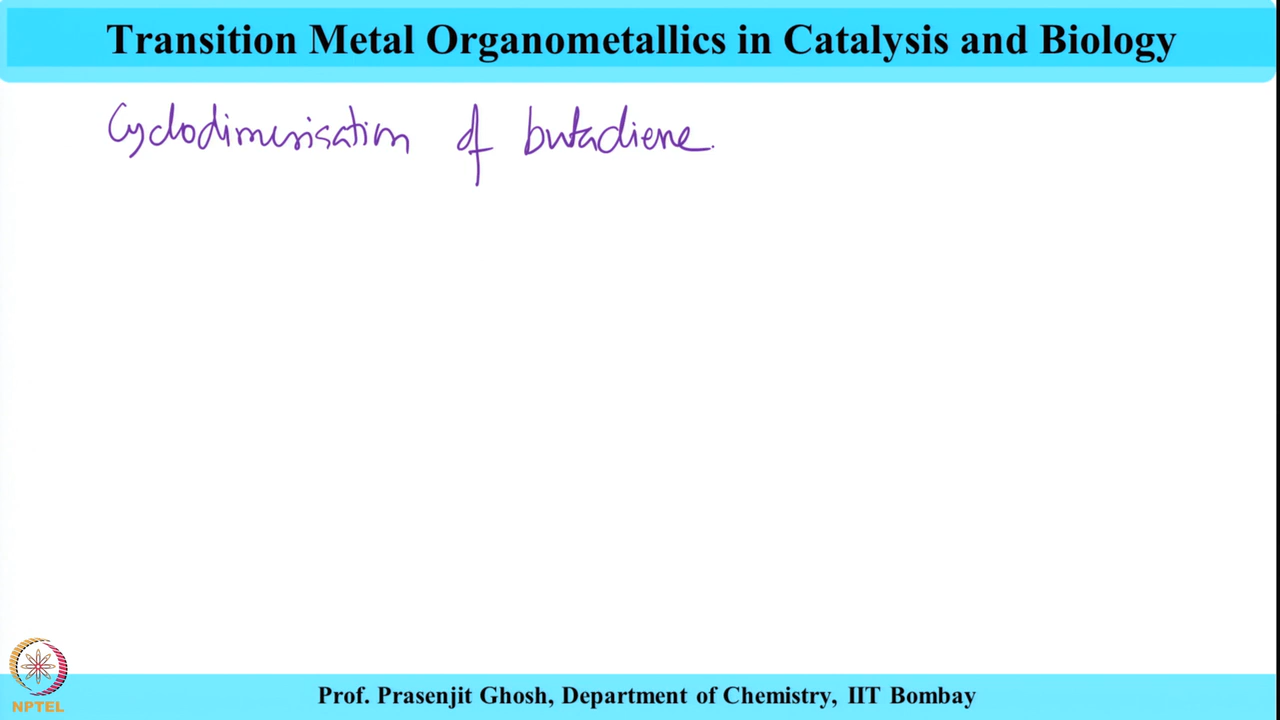 Transition Metal Organometallics in Catalysis and Biology
Cyclodimerisation of butadiene.
NPTEL
Prof. Prasenjit Ghosh, Department of Chemistry, IIT Bombay